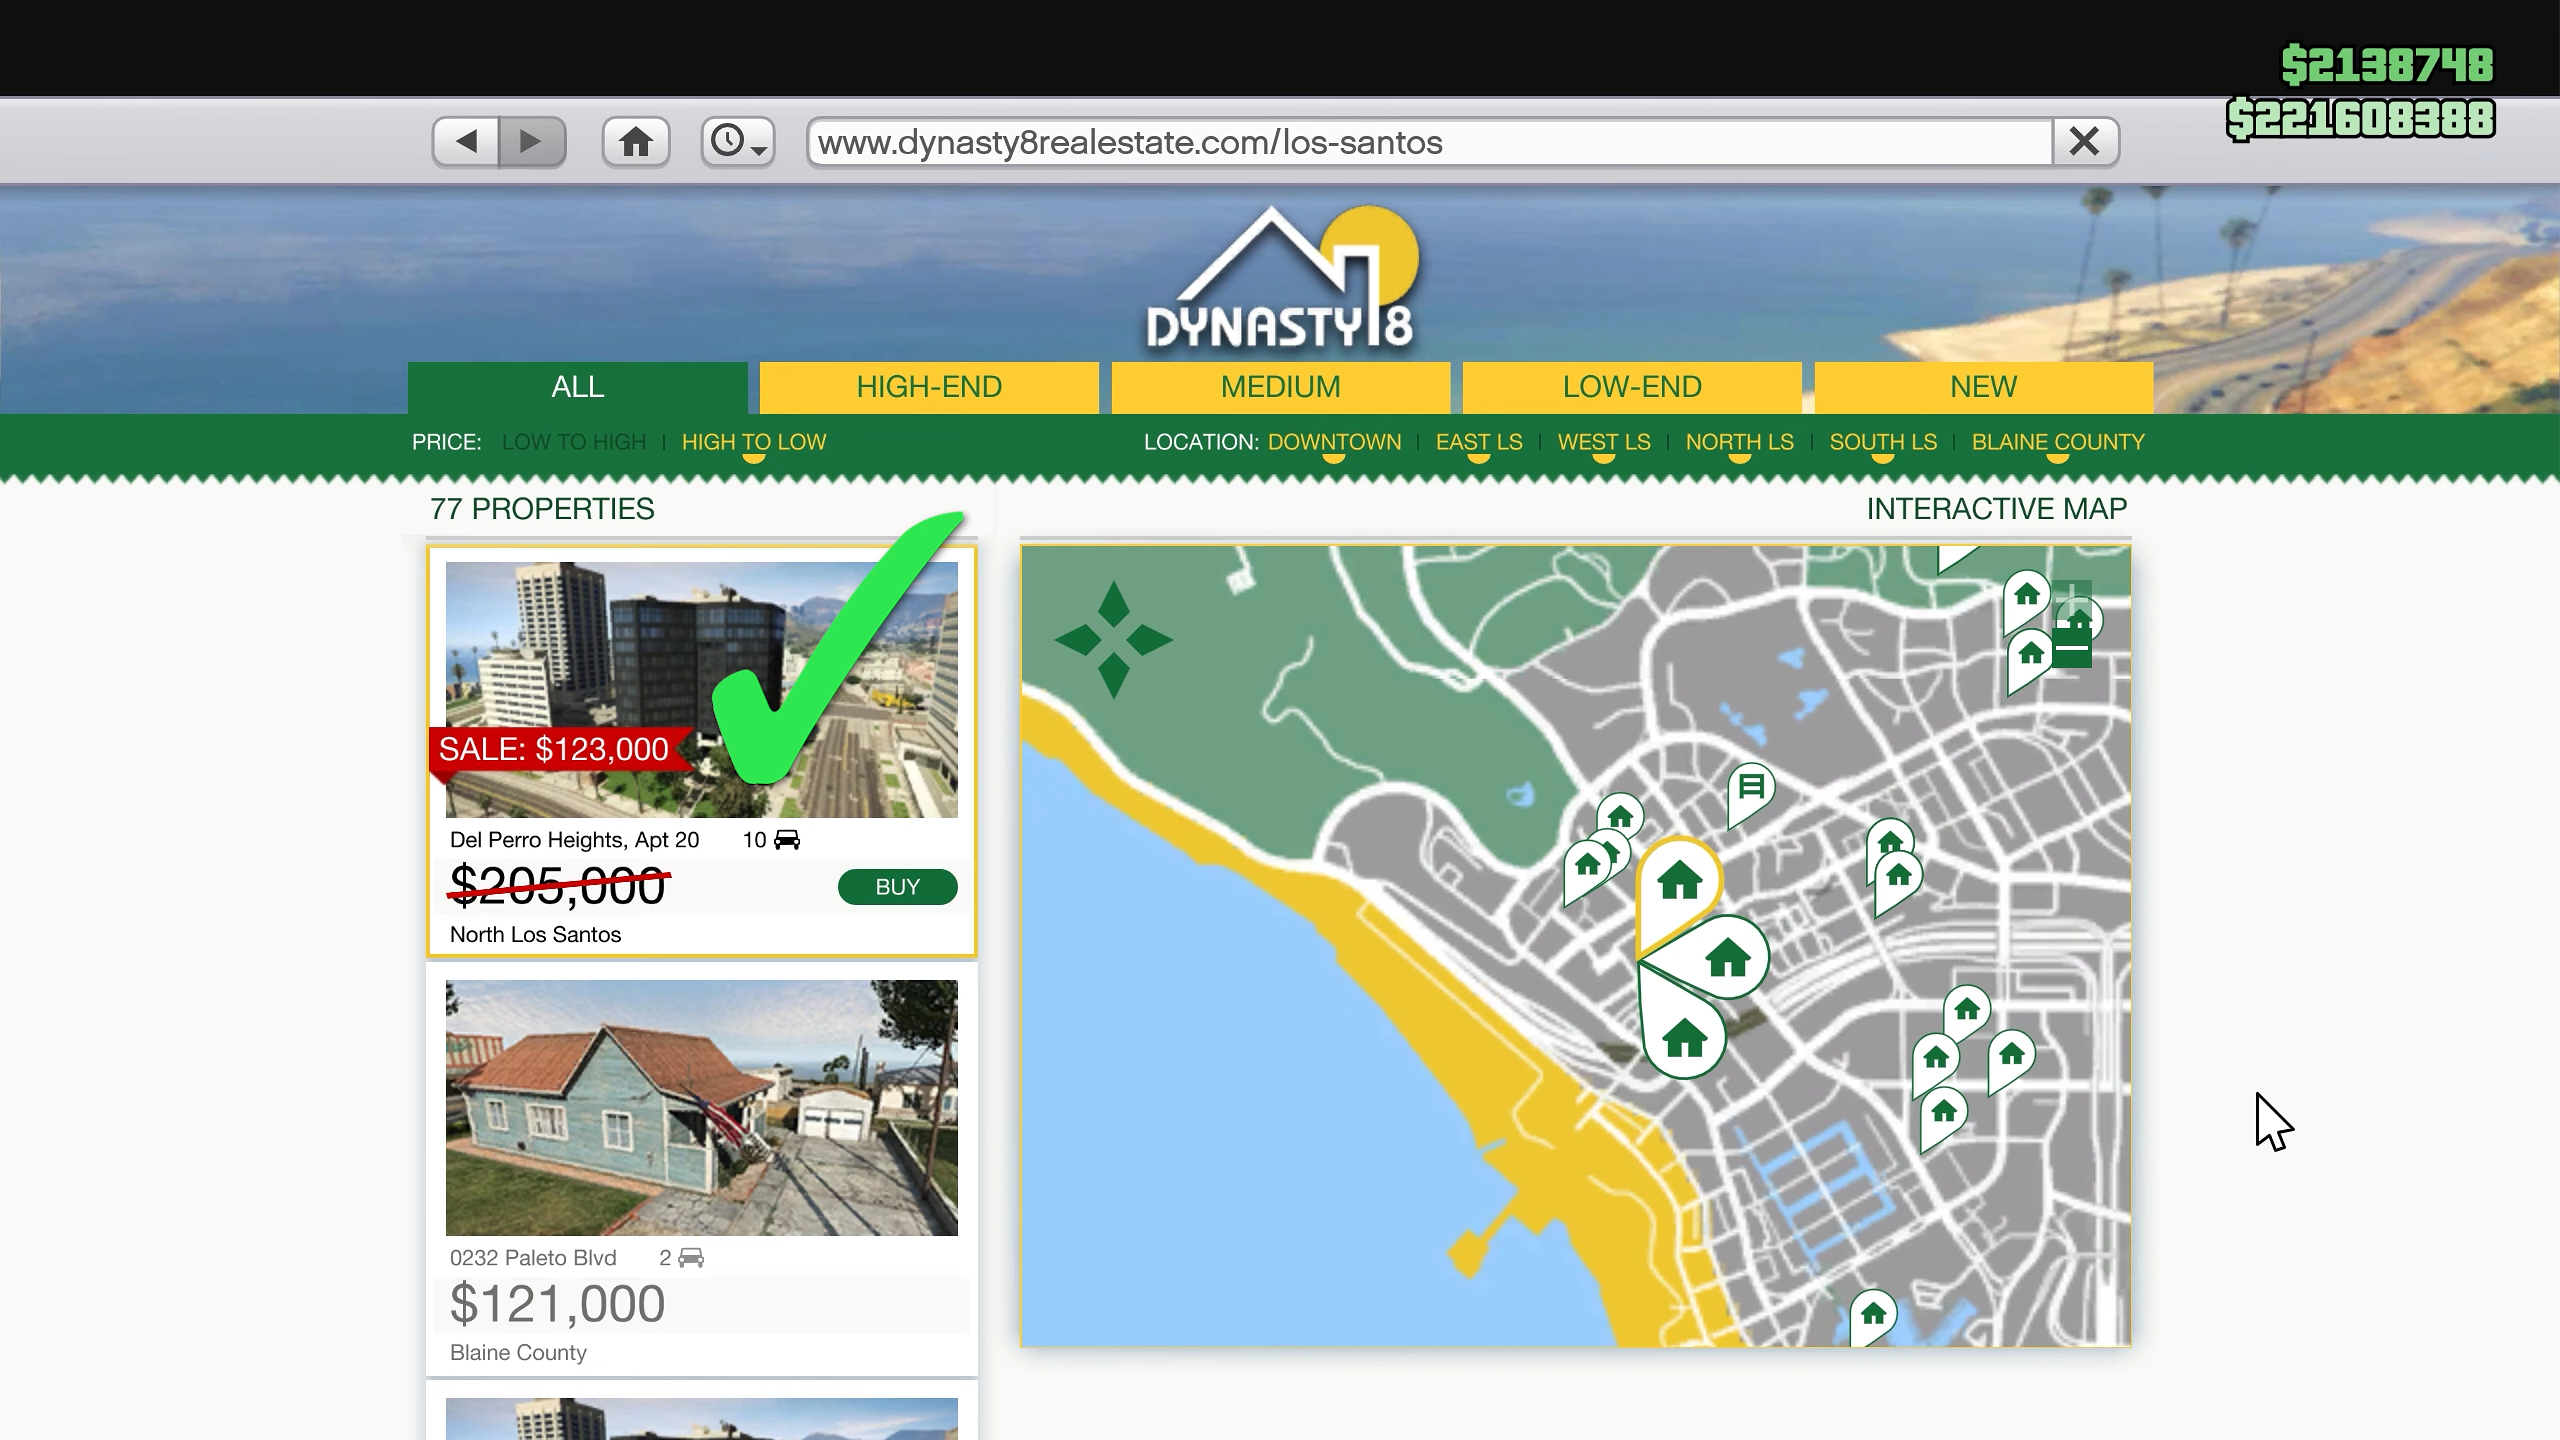 $2138748
$221608388
www.dynasty8realestate.com/los-santos
DYNASTY 8
ALL
HIGH-END
MEDIUM
LOW-END
NEW
PRICE: LOW TO HIGH | HIGH TO LOW
LOCATION: DOWNTOWN | EAST LS | WEST LS | NORTH LS | SOUTH LS | BLAINE COUNTY
77 PROPERTIES
INTERACTIVE MAP
SALE: $123,000
Del Perro Heights, Apt 20 10
$205,000
BUY
North Los Santos
0232 Paleto Blvd 2
$121,000
Blaine County